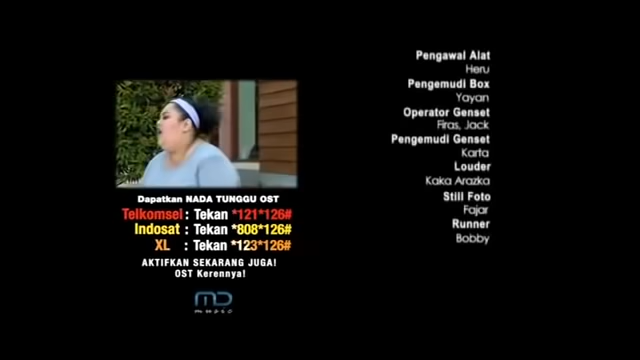 Dapatkan NADA TUNGGU OST
Telkomsel : Tekan *121*126#
Indosat : Tekan *808*126#
XL : Tekan *123*126#
AKTIFKAN SEKARANG JUGA!
OST Kerennya!
MD
music
Pengawal Alat
Heru
Pengemudi Box
Yayan
Operator Genset
Firas, Jack
Pengemudi Genset
Karta
Louder
Kaka Arazka
Still Foto
Fajar
Runner
Bobby